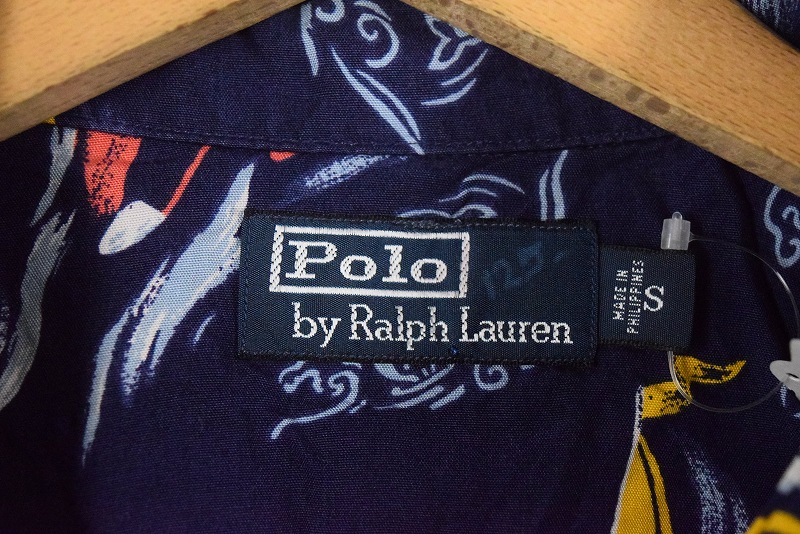 Polo
by Ralph Lauren
MADE IN
PHILIPPINES
S